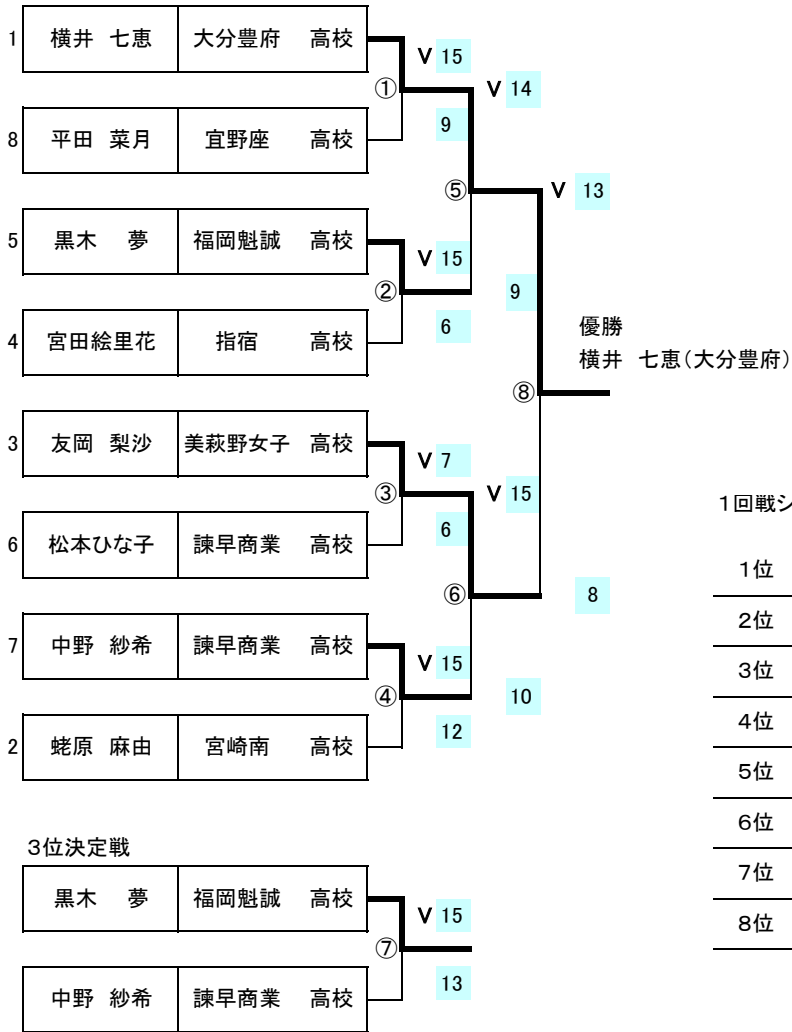 1 横井 七恵 大分豊府 高校
V 15
① V 14
9
8 平田 菜月 宜野座 高校
⑤ V 13
5 黒木 夢 福岡魁誠 高校
V 15
② 9
6
4 宮田絵里花 指宿 高校
優勝
横井 七恵(大分豊府)
⑧
3 友岡 梨沙 美萩野女子 高校
V 7
③ V 15
6
6 松本ひな子 諫早商業 高校
⑥ 8
7 中野 紗希 諫早商業 高校
V 15
④ 10
12
2 蛯原 麻由 宮崎南 高校
3位決定戦
黒木 夢 福岡魁誠 高校
V 15
⑦
13
中野 紗希 諫早商業 高校
1回戦シ
1位
2位
3位
4位
5位
6位
7位
8位